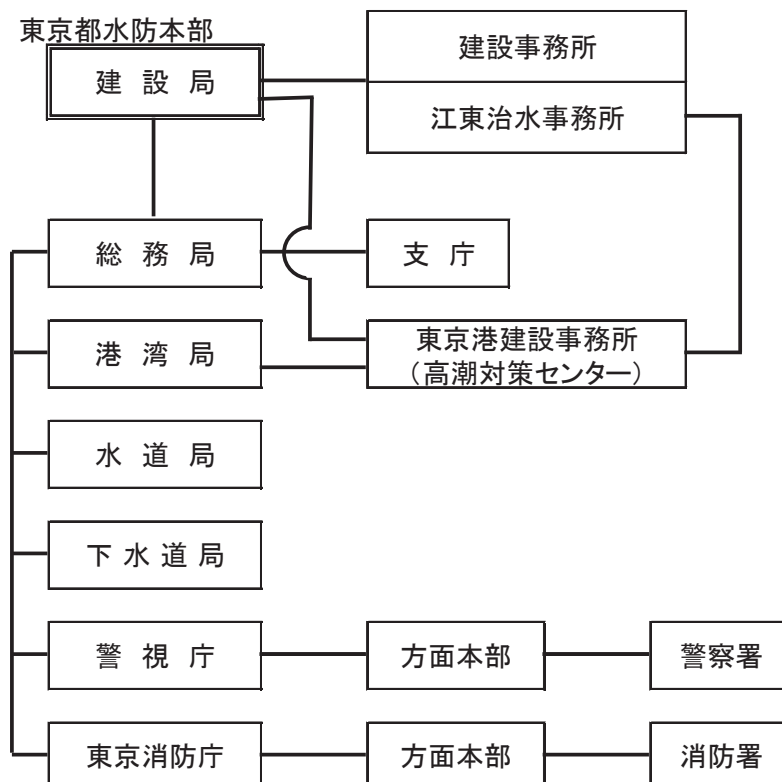 東京都水防本部
建設局
建設事務所
江東治水事務所
総務局
支庁
港湾局
東京港建設事務所
（高潮対策センター）
水道局
下水道局
警視庁
方面本部
警察署
東京消防庁
方面本部
消防署